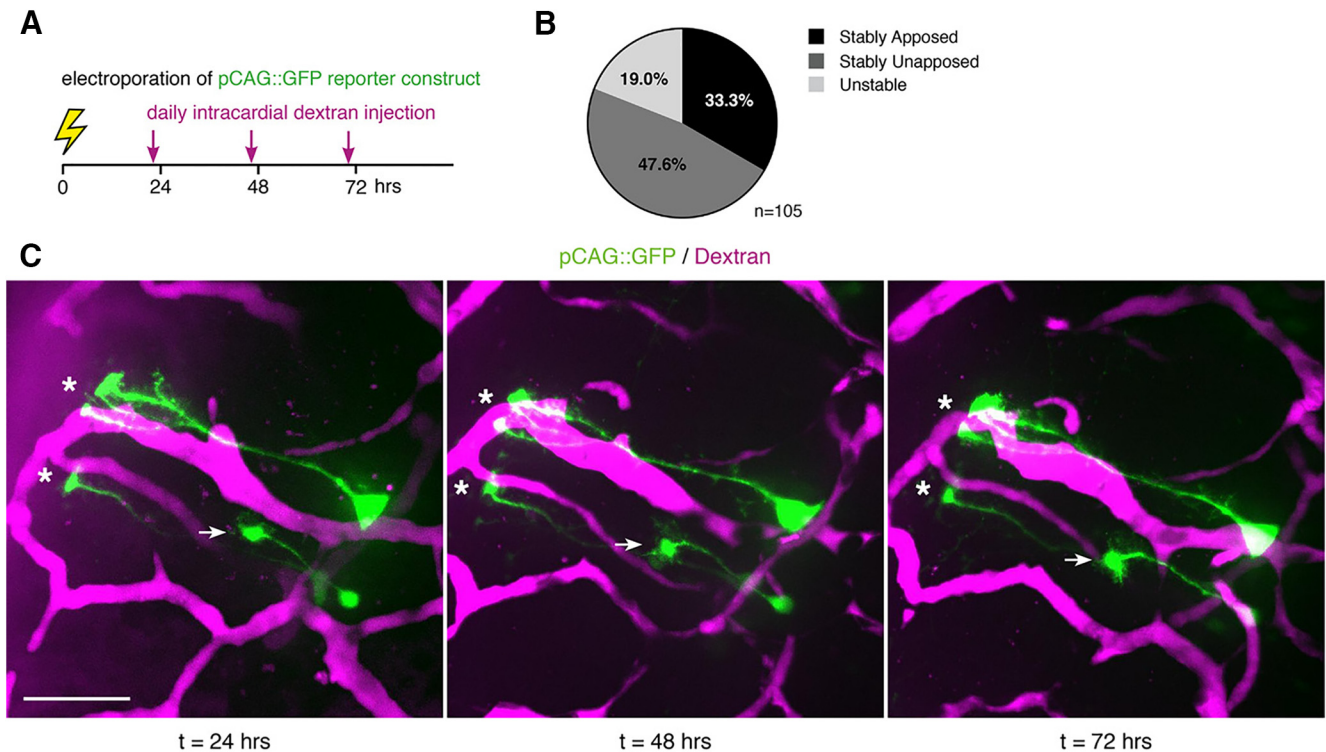 A
electroporation of pCAG::GFP reporter construct
daily intracardial dextran injection
0 24 48 72 hrs
B
19.0%
33.3%
47.6%
n=105
Stably Apposed
Stably Unapposed
Unstable
C
pCAG::GFP / Dextran
*
*
*
*
*
*
t = 24 hrs
t = 48 hrs
t = 72 hrs